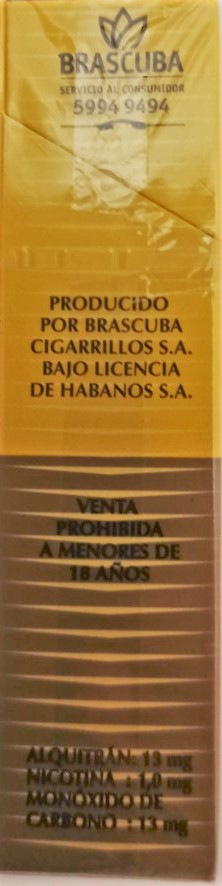 BRASCUBA
SERVICIO AL CONSUMIDOR
5994 9494
PRODUCIDO
POR BRASCUBA
CIGARRILLOS S.A.
BAJO LICENCIA
DE HABANOS S.A.
VENTA
PROHIBIDA
A MENORES DE
18 AÑOS
ALQUITRÁN: 13 mg
NICOTINA : 1,0 mg
MONÓXIDO DE
CARBONO : 13 mg